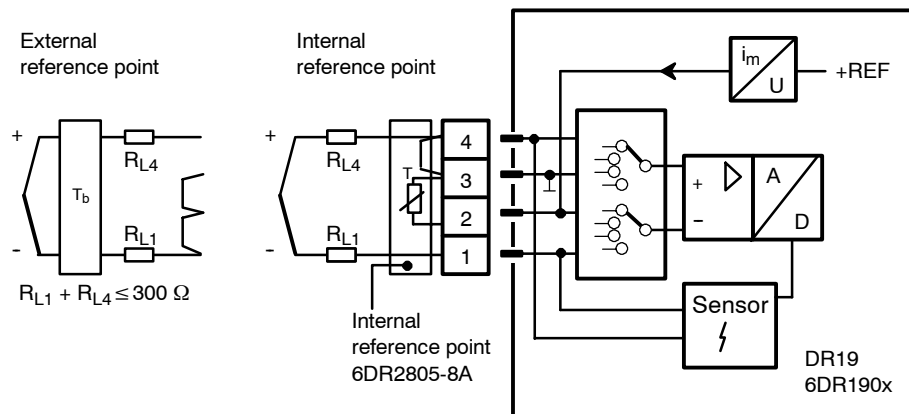 External
reference point
+
R_L4
T_b
-
R_L1
R_L1 + R_L4 ≤ 300 Ω
Internal
reference point
+
R_L4
T
-
R_L1
4
3
2
1
Internal
reference point
6DR2805-8A
i_m
U
+REF
+
−
A
D
Sensor
DR19
6DR190x